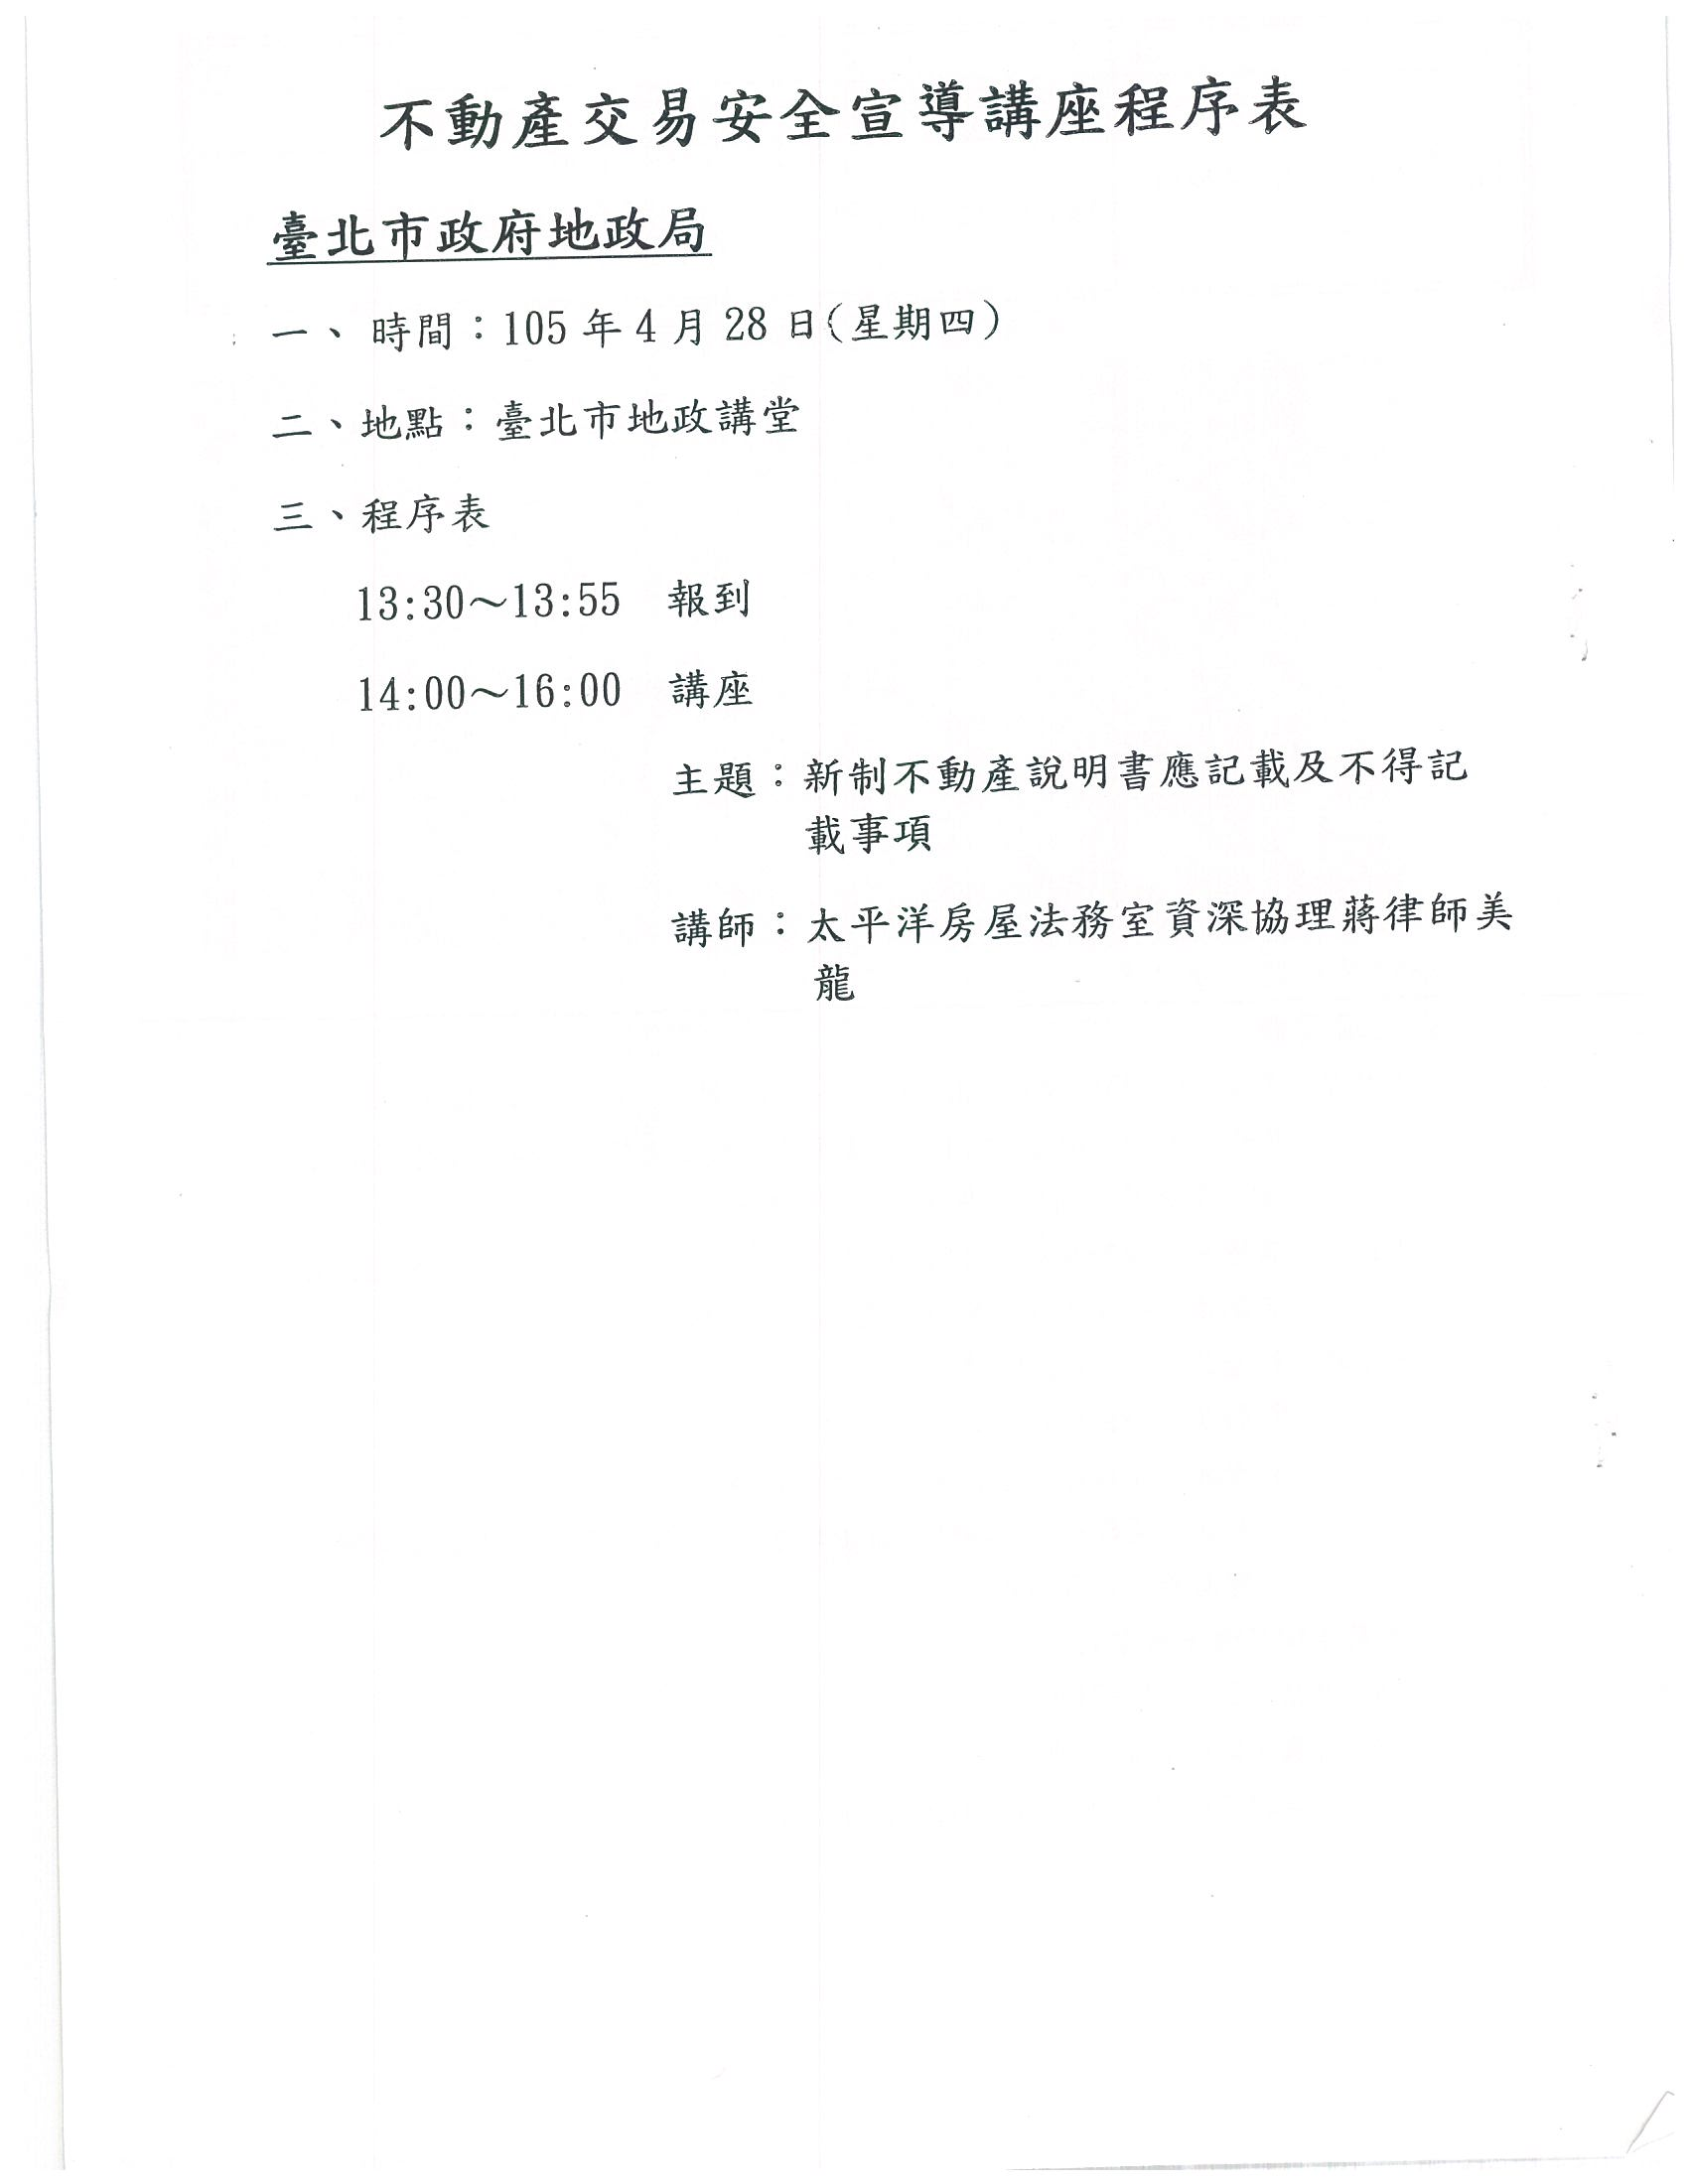 不動產交易安全宣導講座程序表
臺北市政府地政局
一、時間：105年4月28日(星期四)
二、地點：臺北市地政講堂
三、程序表
13:30～13:55 報到
14:00～16:00 講座
主題：新制不動產說明書應記載及不得記
載事項
講師：太平洋房屋法務室資深協理蔣律師美
龍